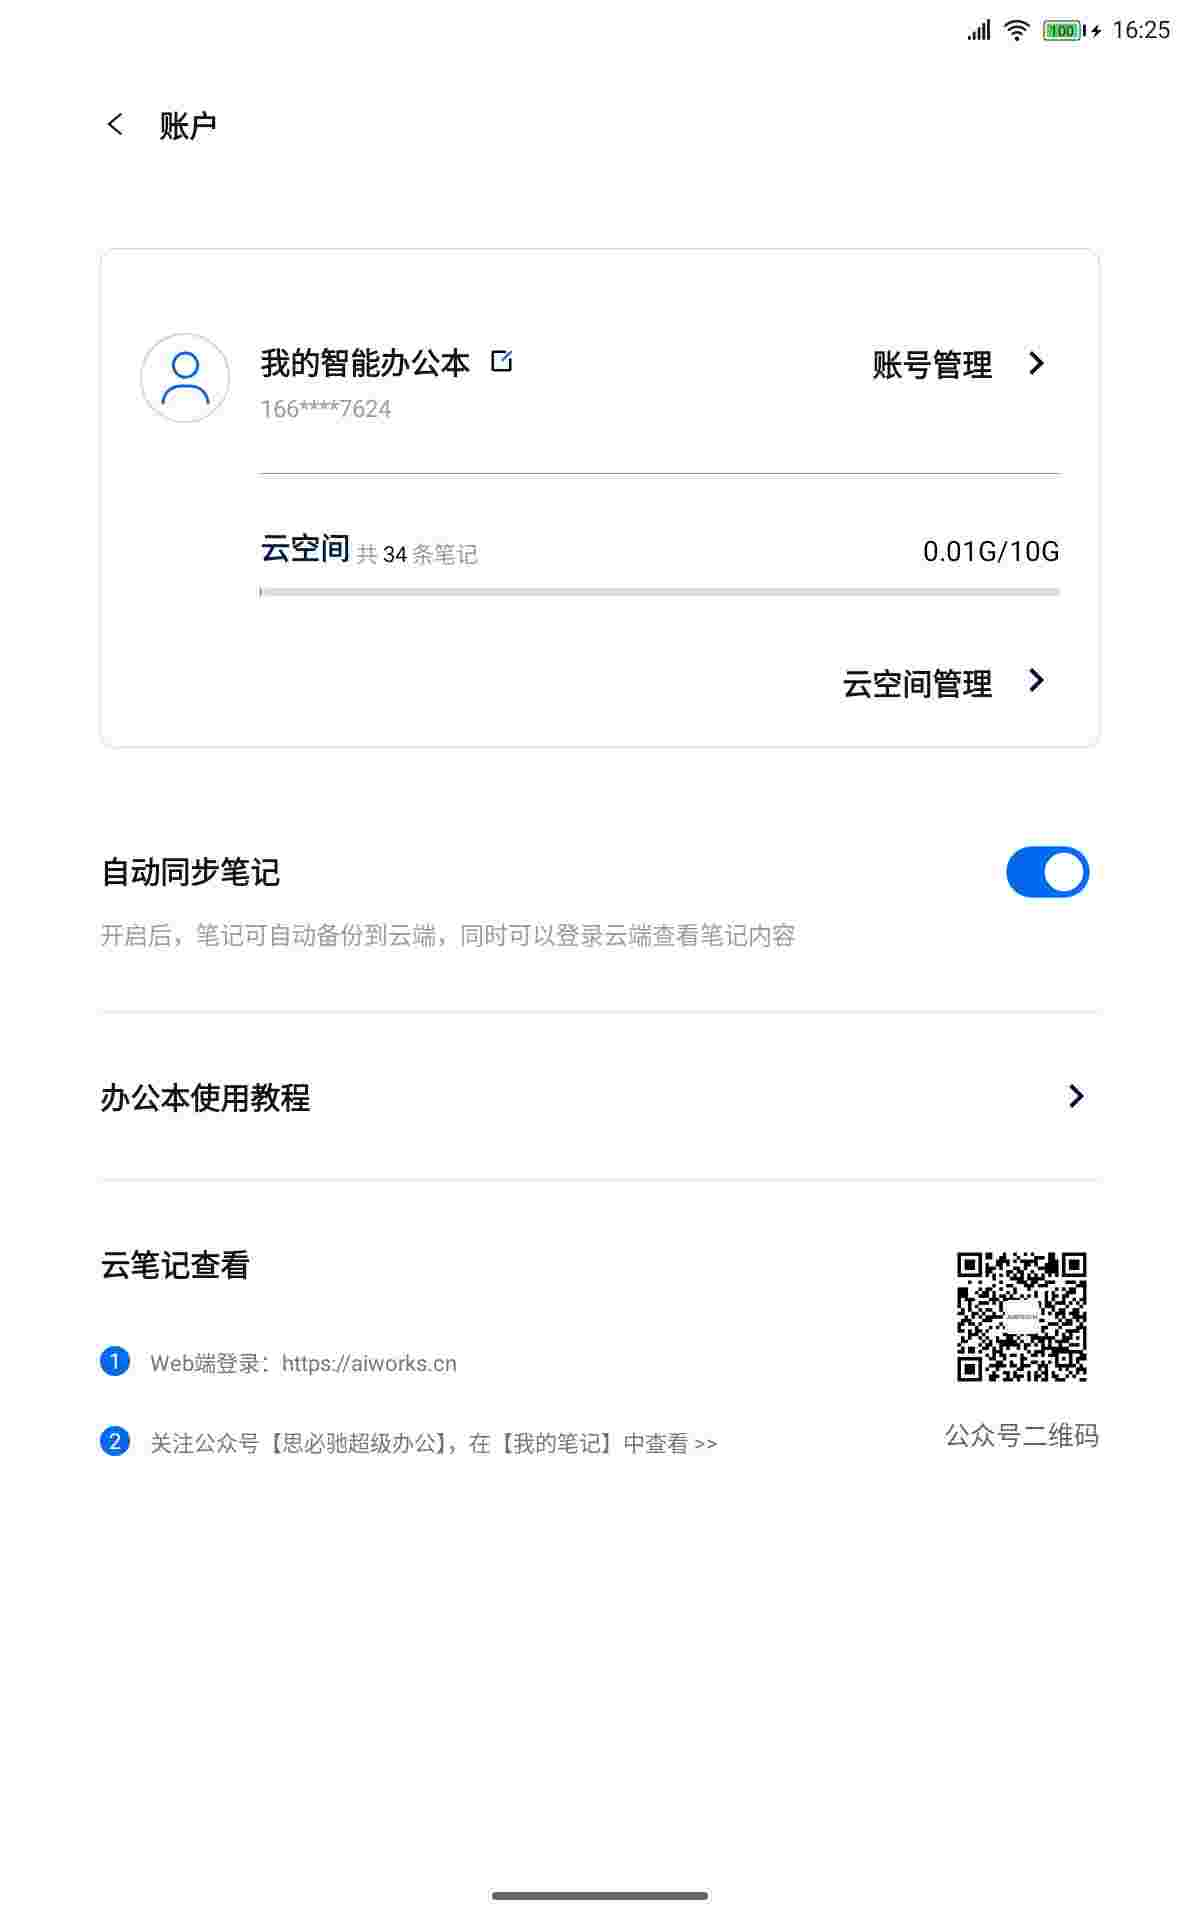 100 16:25
账户
我的智能办公本
账号管理
166****7624
云空间 共 34 条笔记
0.01G/10G
云空间管理
自动同步笔记
开启后，笔记可自动备份到云端，同时可以登录云端查看笔记内容
办公本使用教程
云笔记查看
1 Web端登录：https://aiworks.cn
2 关注公众号【思必驰超级办公】，在【我的笔记】中查看 >>
公众号二维码